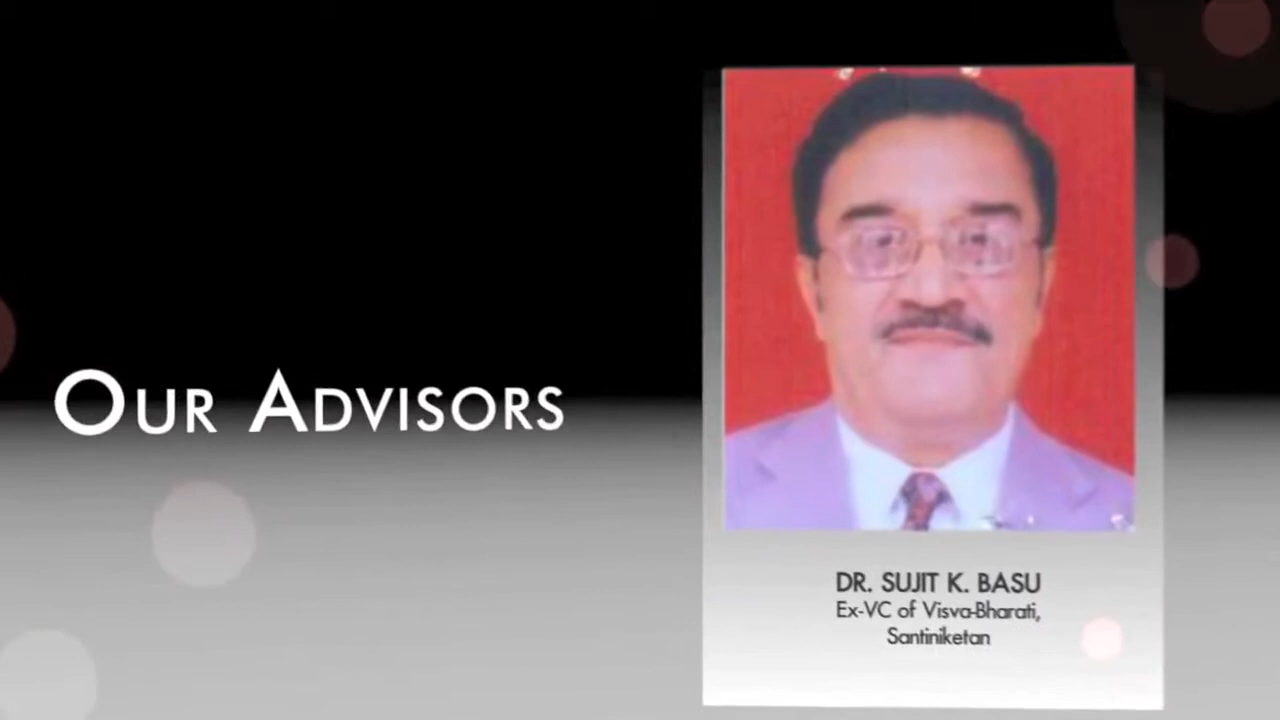 OUR ADVISORS
DR. SUJIT K. BASU
Ex-VC of Visva-Bharati,
Santiniketan